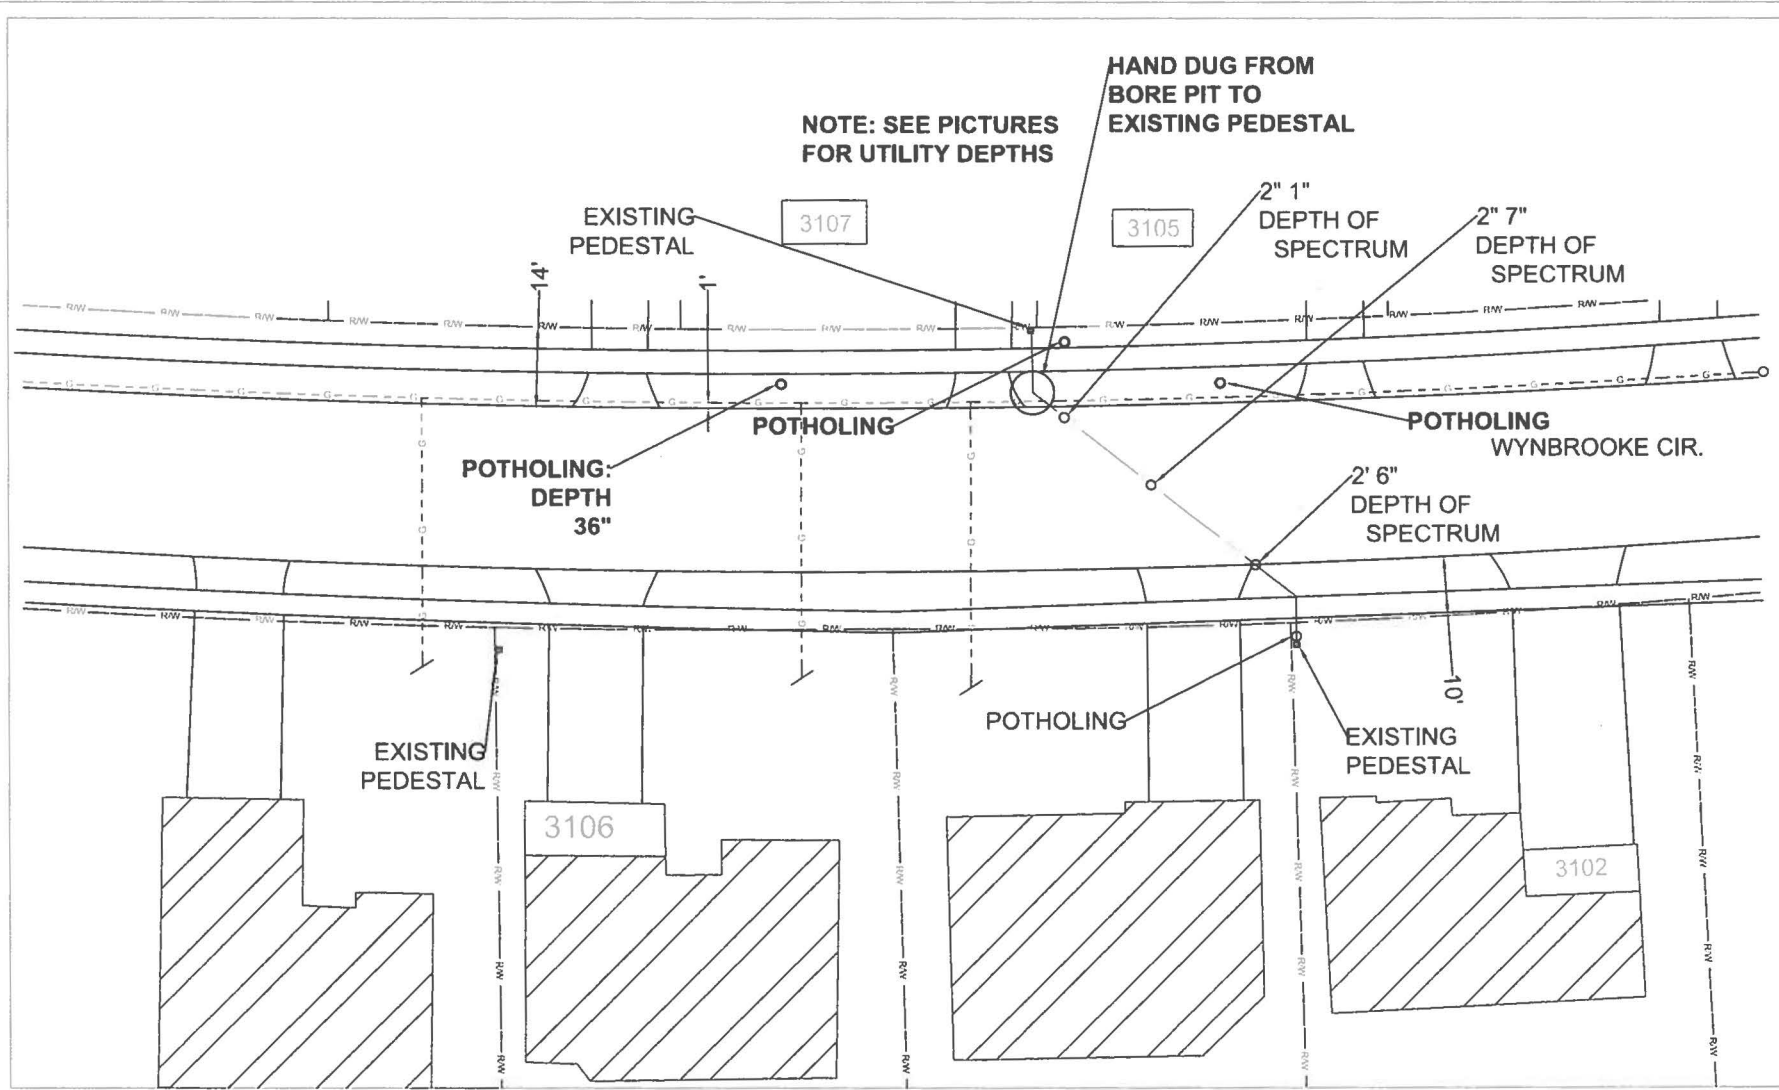 HAND DUG FROM
BORE PIT TO
EXISTING PEDESTAL
NOTE: SEE PICTURES
FOR UTILITY DEPTHS
EXISTING
PEDESTAL
3107
3105
2" 1"
DEPTH OF
SPECTRUM
2" 7"
DEPTH OF
SPECTRUM
14'
1'
POTHOLING
POTHOLING
WYNBROOKE CIR.
POTHOLING:
DEPTH
36"
2' 6"
DEPTH OF
SPECTRUM
10'
POTHOLING
EXISTING
PEDESTAL
EXISTING
PEDESTAL
3106
3102
R/W
G